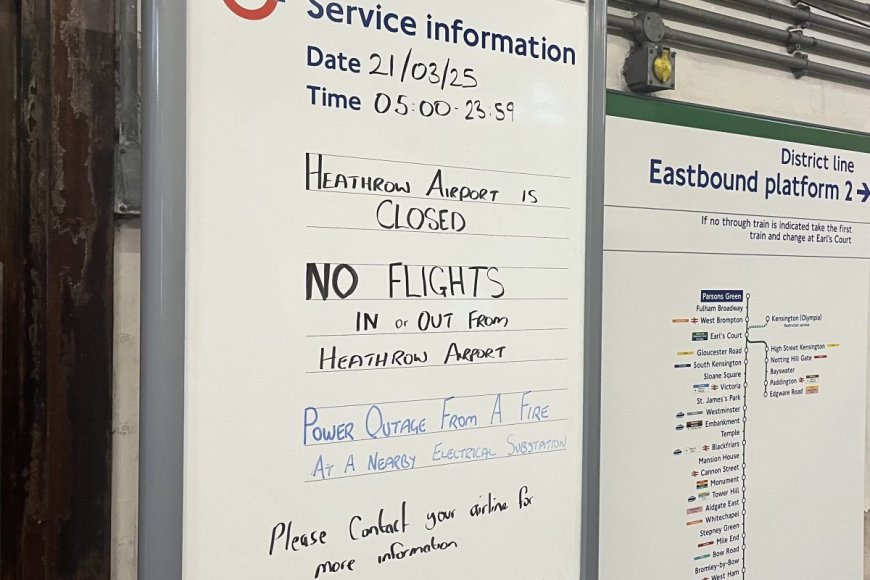 Service information
Date 21/03/25
Time 05:00-23:59
HEATHROW AIRPORT IS
CLOSED
NO FLIGHTS
IN or OUT FROM
HEATHROW AIRPORT
POWER OUTAGE FROM A FIRE
AT A NEARBY ELECTRICAL SUBSTATION
Please Contact your airline for
more information
District line
Eastbound platform 2 →
If no through train is indicated take the first
train and change at Earl's Court
Parsons Green
Fulham Broadway
West Brompton
Earl's Court
Gloucester Road
South Kensington
Sloane Square
Victoria
St. James's Park
Westminster
Embankment
Temple
Blackfriars
Mansion House
Cannon Street
Monument
Tower Hill
Aldgate East
Whitechapel
Stepney Green
Mile End
Bow Road
Bromley-by-Bow
West Ham
Kensington (Olympia)
Restricted service
High Street Kensington
Notting Hill Gate
Bayswater
Paddington
Edgware Road